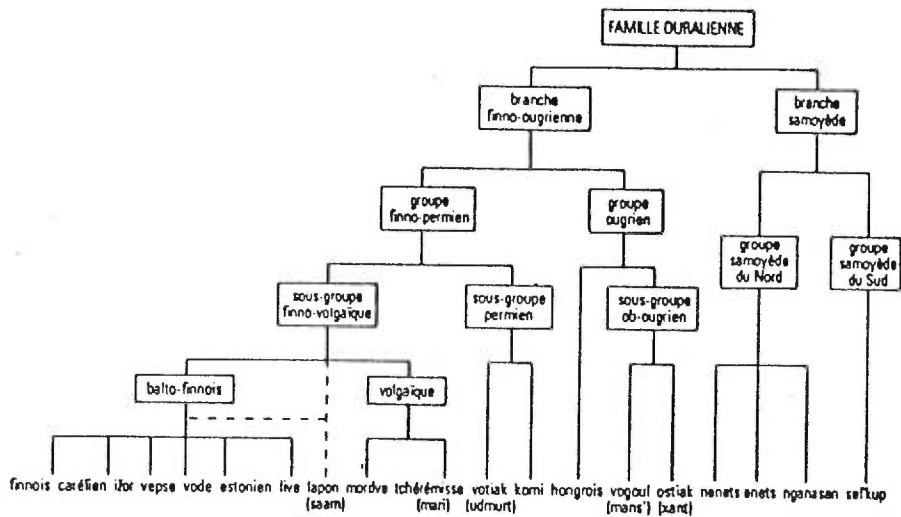 FAMILLE OURALIENNE
branche
finno-ougrienne
branche
samoyède
groupe
finno-permien
groupe
ougrien
groupe
samoyède
du Nord
groupe
samoyède
du Sud
sous-groupe
finno-volgaïque
sous-groupe
permien
sous-groupe
ob-ougrien
balto-finnois
volgaïque
finnois carélien ižor vepse vode estonien live lapon mordve tchérémisse votiak komi hongrois vogoul ostiak nenets enets nganasan selkup
(saam) (mari) (udmurt) (mans') (xant)